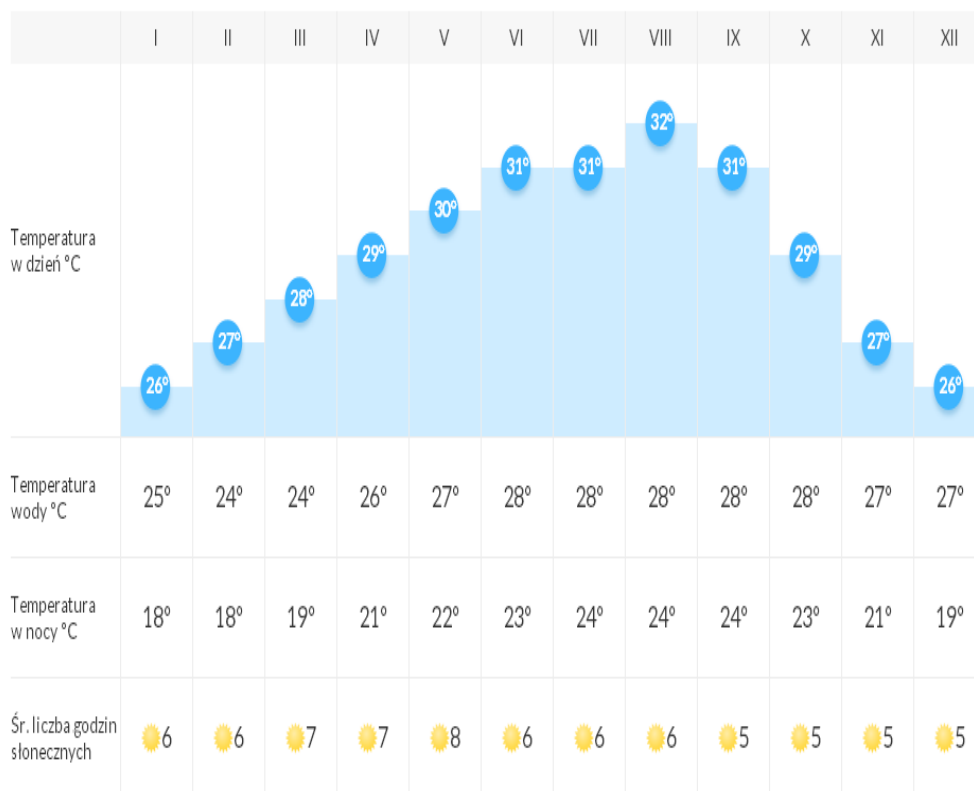 I II III IV V VI VII VIII IX X XI XII
Temperatura
w dzień °C
26° 27° 28° 29° 30° 31° 31° 32° 31° 29° 27° 26°
Temperatura
wody °C
25° 24° 24° 26° 27° 28° 28° 28° 28° 28° 27° 27°
Temperatura
w nocy °C
18° 18° 19° 21° 22° 23° 24° 24° 24° 23° 21° 19°
Śr. liczba godzin
słonecznych
6 6 7 7 8 6 6 6 5 5 5 5